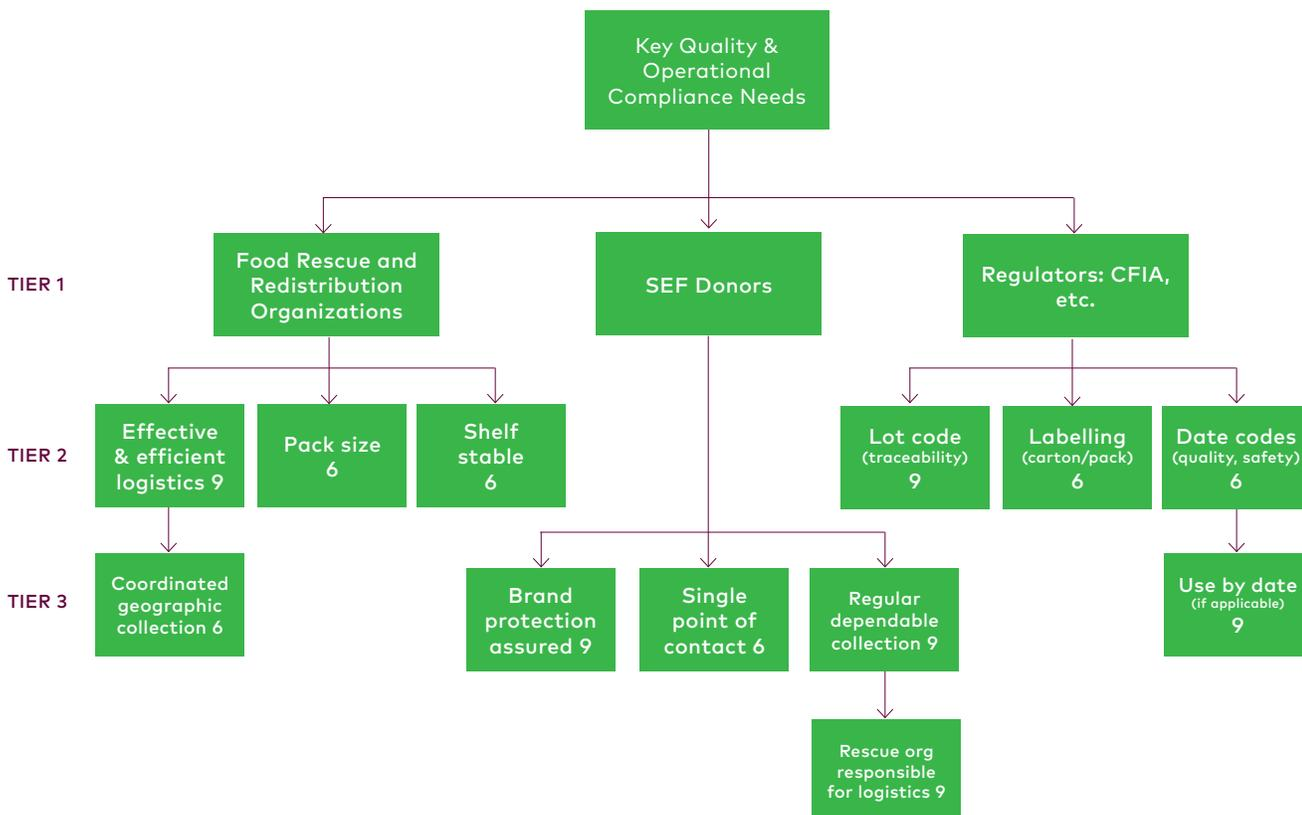 Key Quality &
Operational
Compliance Needs
TIER 1
Food Rescue and
Redistribution
Organizations
SEF Donors
Regulators: CFIA,
etc.
TIER 2
Effective
& efficient
logistics 9
Pack size
6
Shelf
stable
6
Lot code
(traceability)
9
Labelling
(carton/pack)
6
Date codes
(quality, safety)
6
TIER 3
Coordinated
geographic
collection 6
Brand
protection
assured 9
Single
point of
contact 6
Regular
dependable
collection 9
Use by date
(if applicable)
9
Rescue org
responsible
for logistics 9